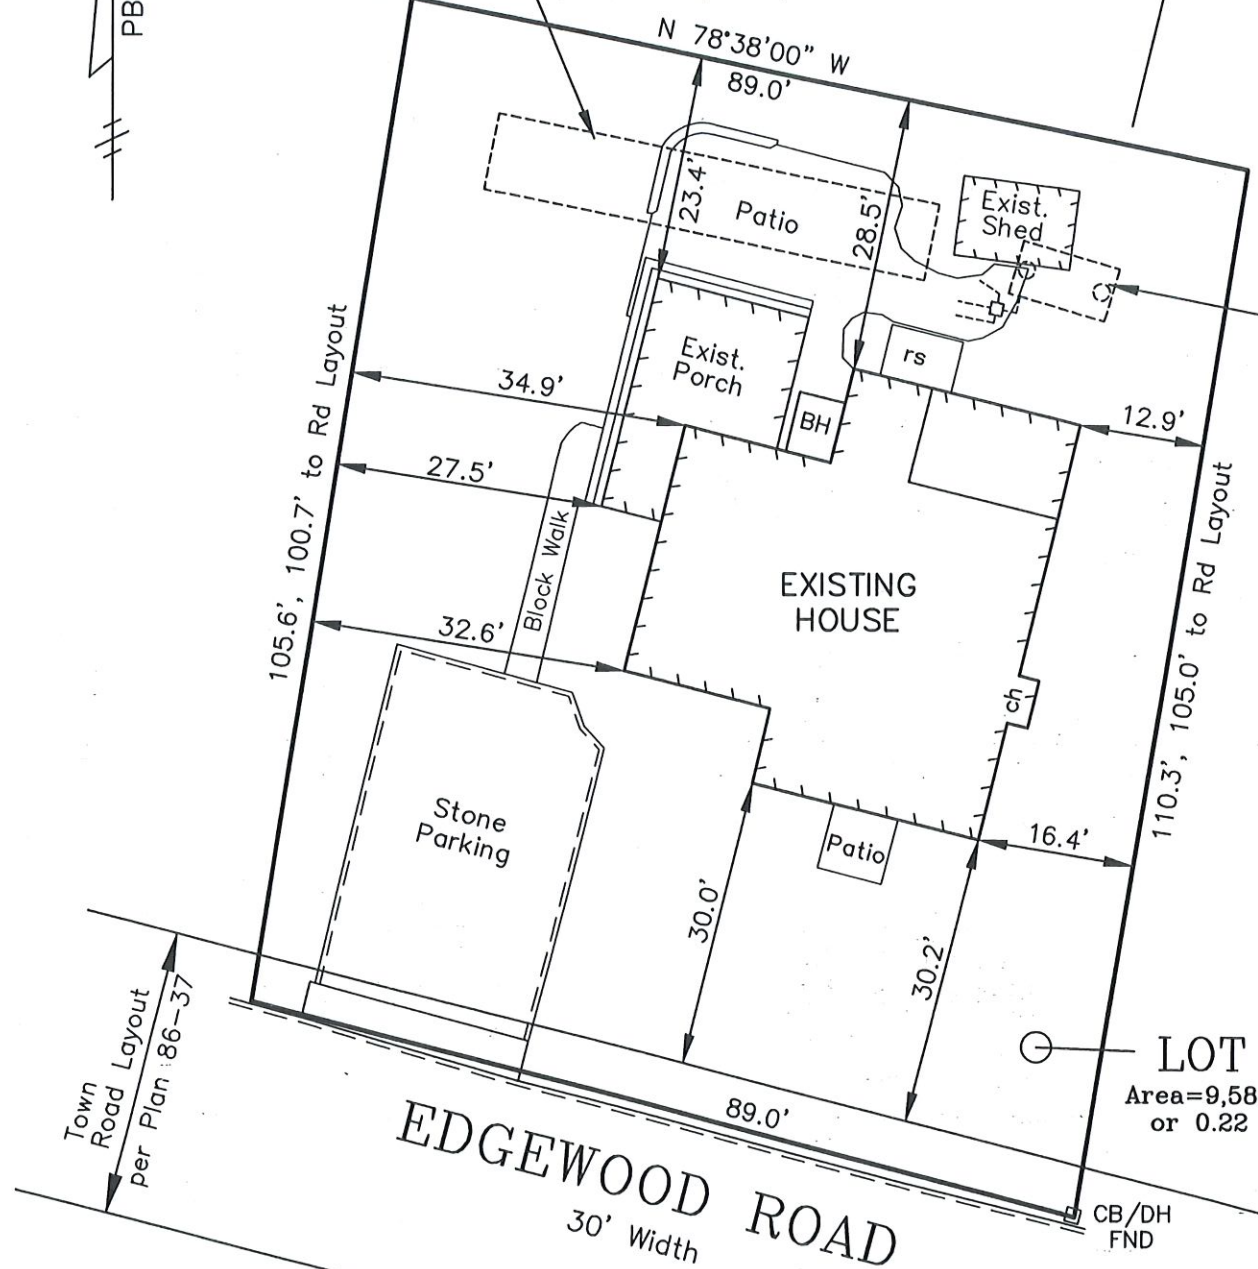 PB
N 78°38'00" W
89.0'
23.4'
Patio
28.5'
Exist.
Shed
Exist.
Porch
rs
BH
34.9'
12.9'
27.5'
105.6', 100.7' to Rd Layout
110.3', 105.0' to Rd Layout
Block Walk
EXISTING
HOUSE
32.6'
ch
Stone
Parking
Patio
16.4'
30.0'
30.2'
Town
Road Layout
per Plan 86-37
LOT
Area=9,58
or 0.22
89.0'
EDGEWOOD ROAD
30' Width
CB/DH
FND